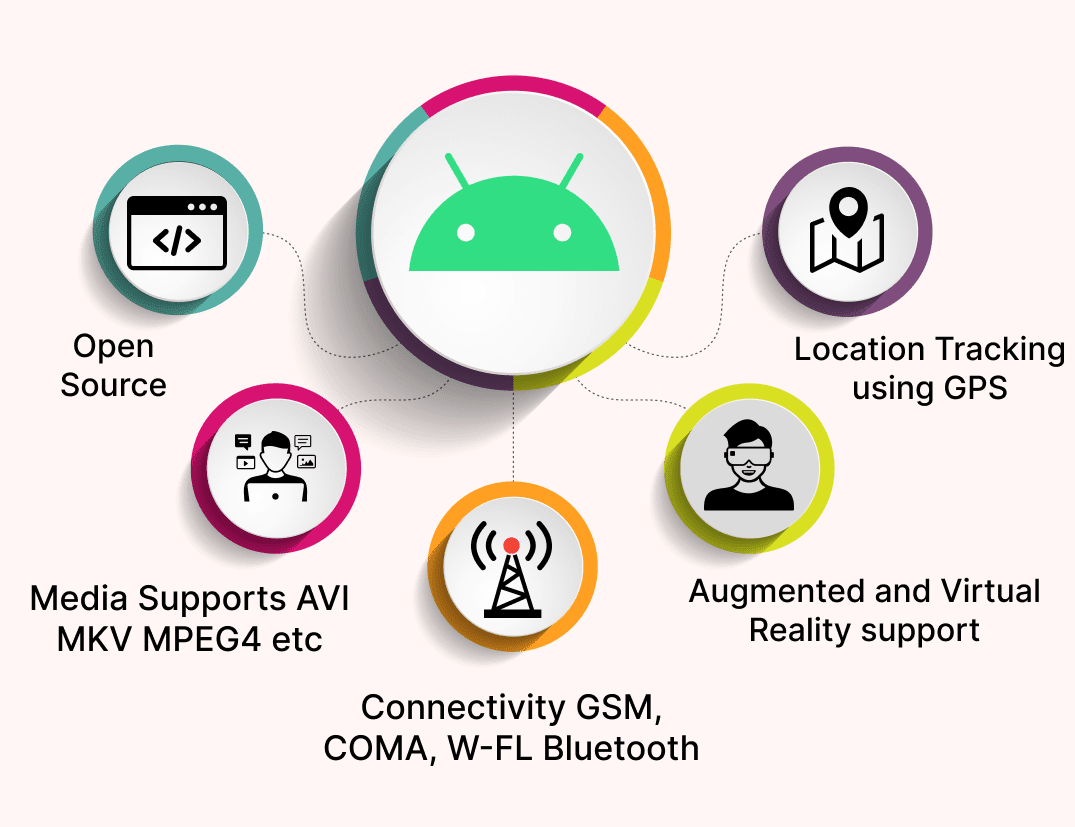 Open
Source
Location Tracking
using GPS
Media Supports AVI
MKV MPEG4 etc
Augmented and Virtual
Reality support
Connectivity GSM,
COMA, W-FL Bluetooth